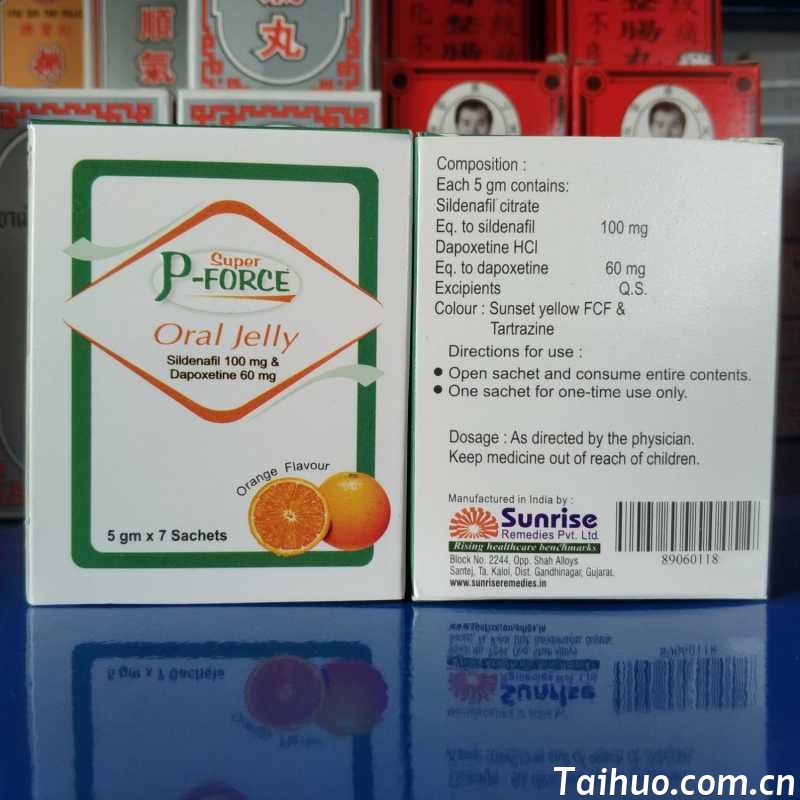 順氣
丸
整腸丸
Super
P-FORCE
Oral Jelly
Sildenafil 100 mg &
Dapoxetine 60 mg
Orange Flavour
5 gm x 7 Sachets
Composition :
Each 5 gm contains:
Sildenafil citrate
Eq. to sildenafil 100 mg
Dapoxetine HCl
Eq. to dapoxetine 60 mg
Excipients Q.S.
Colour : Sunset yellow FCF &
Tartrazine
Directions for use :
● Open sachet and consume entire contents.
● One sachet for one-time use only.
Dosage : As directed by the physician.
Keep medicine out of reach of children.
Manufactured in India by :
Sunrise
Remedies Pvt. Ltd.
Rising healthcare benchmarks
Block No. 2244, Opp. Shah Alloys
Santej, Ta. Kalol, Dist. Gandhinagar, Gujarat.
www.sunriseremedies.in
89060118
Taihuo.com.cn